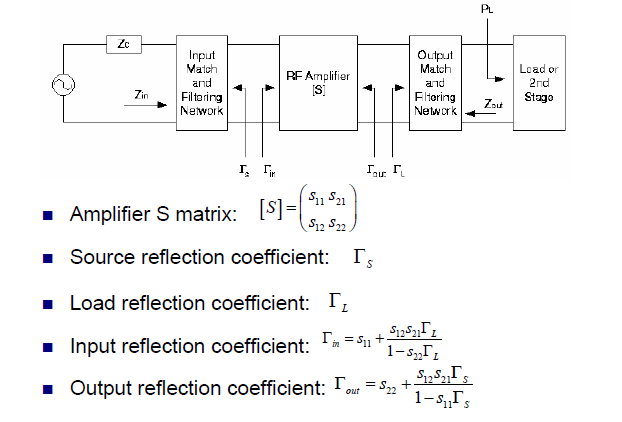 PL
Zo
Input
Match
and
Filtering
Network
Zin
RF Amplifier
[S]
Output
Match
and
Filtering
Network
Zout
Load or
2nd
Stage
Γs Γin
Γout ΓL
■ Amplifier S matrix: [S]=(s11 s21
s12 s22)
■ Source reflection coefficient: ΓS
■ Load reflection coefficient: ΓL
■ Input reflection coefficient: Γin = s11 + s12s21ΓL / 1−s22ΓL
■ Output reflection coefficient: Γout = s22 + s12s21Γs / 1−s11Γs